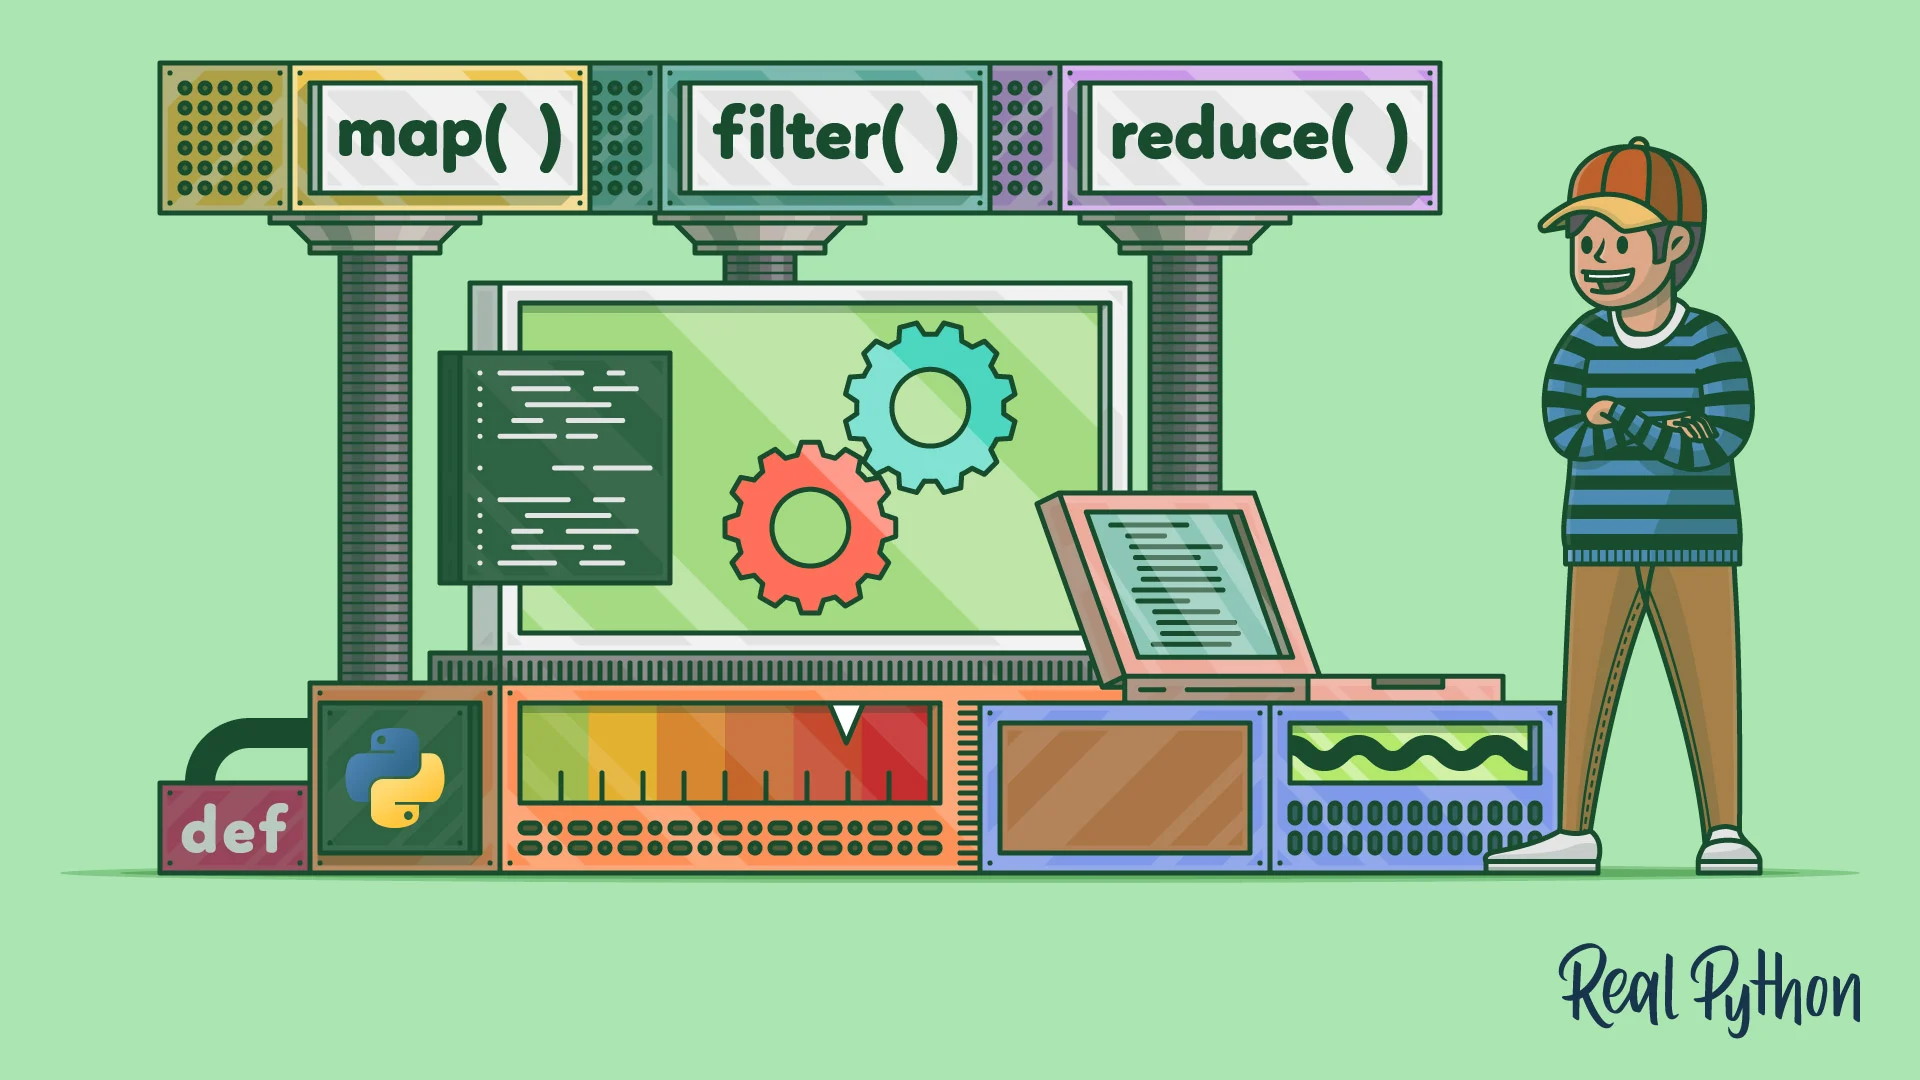 map( )
filter( )
reduce( )
def
Real Python